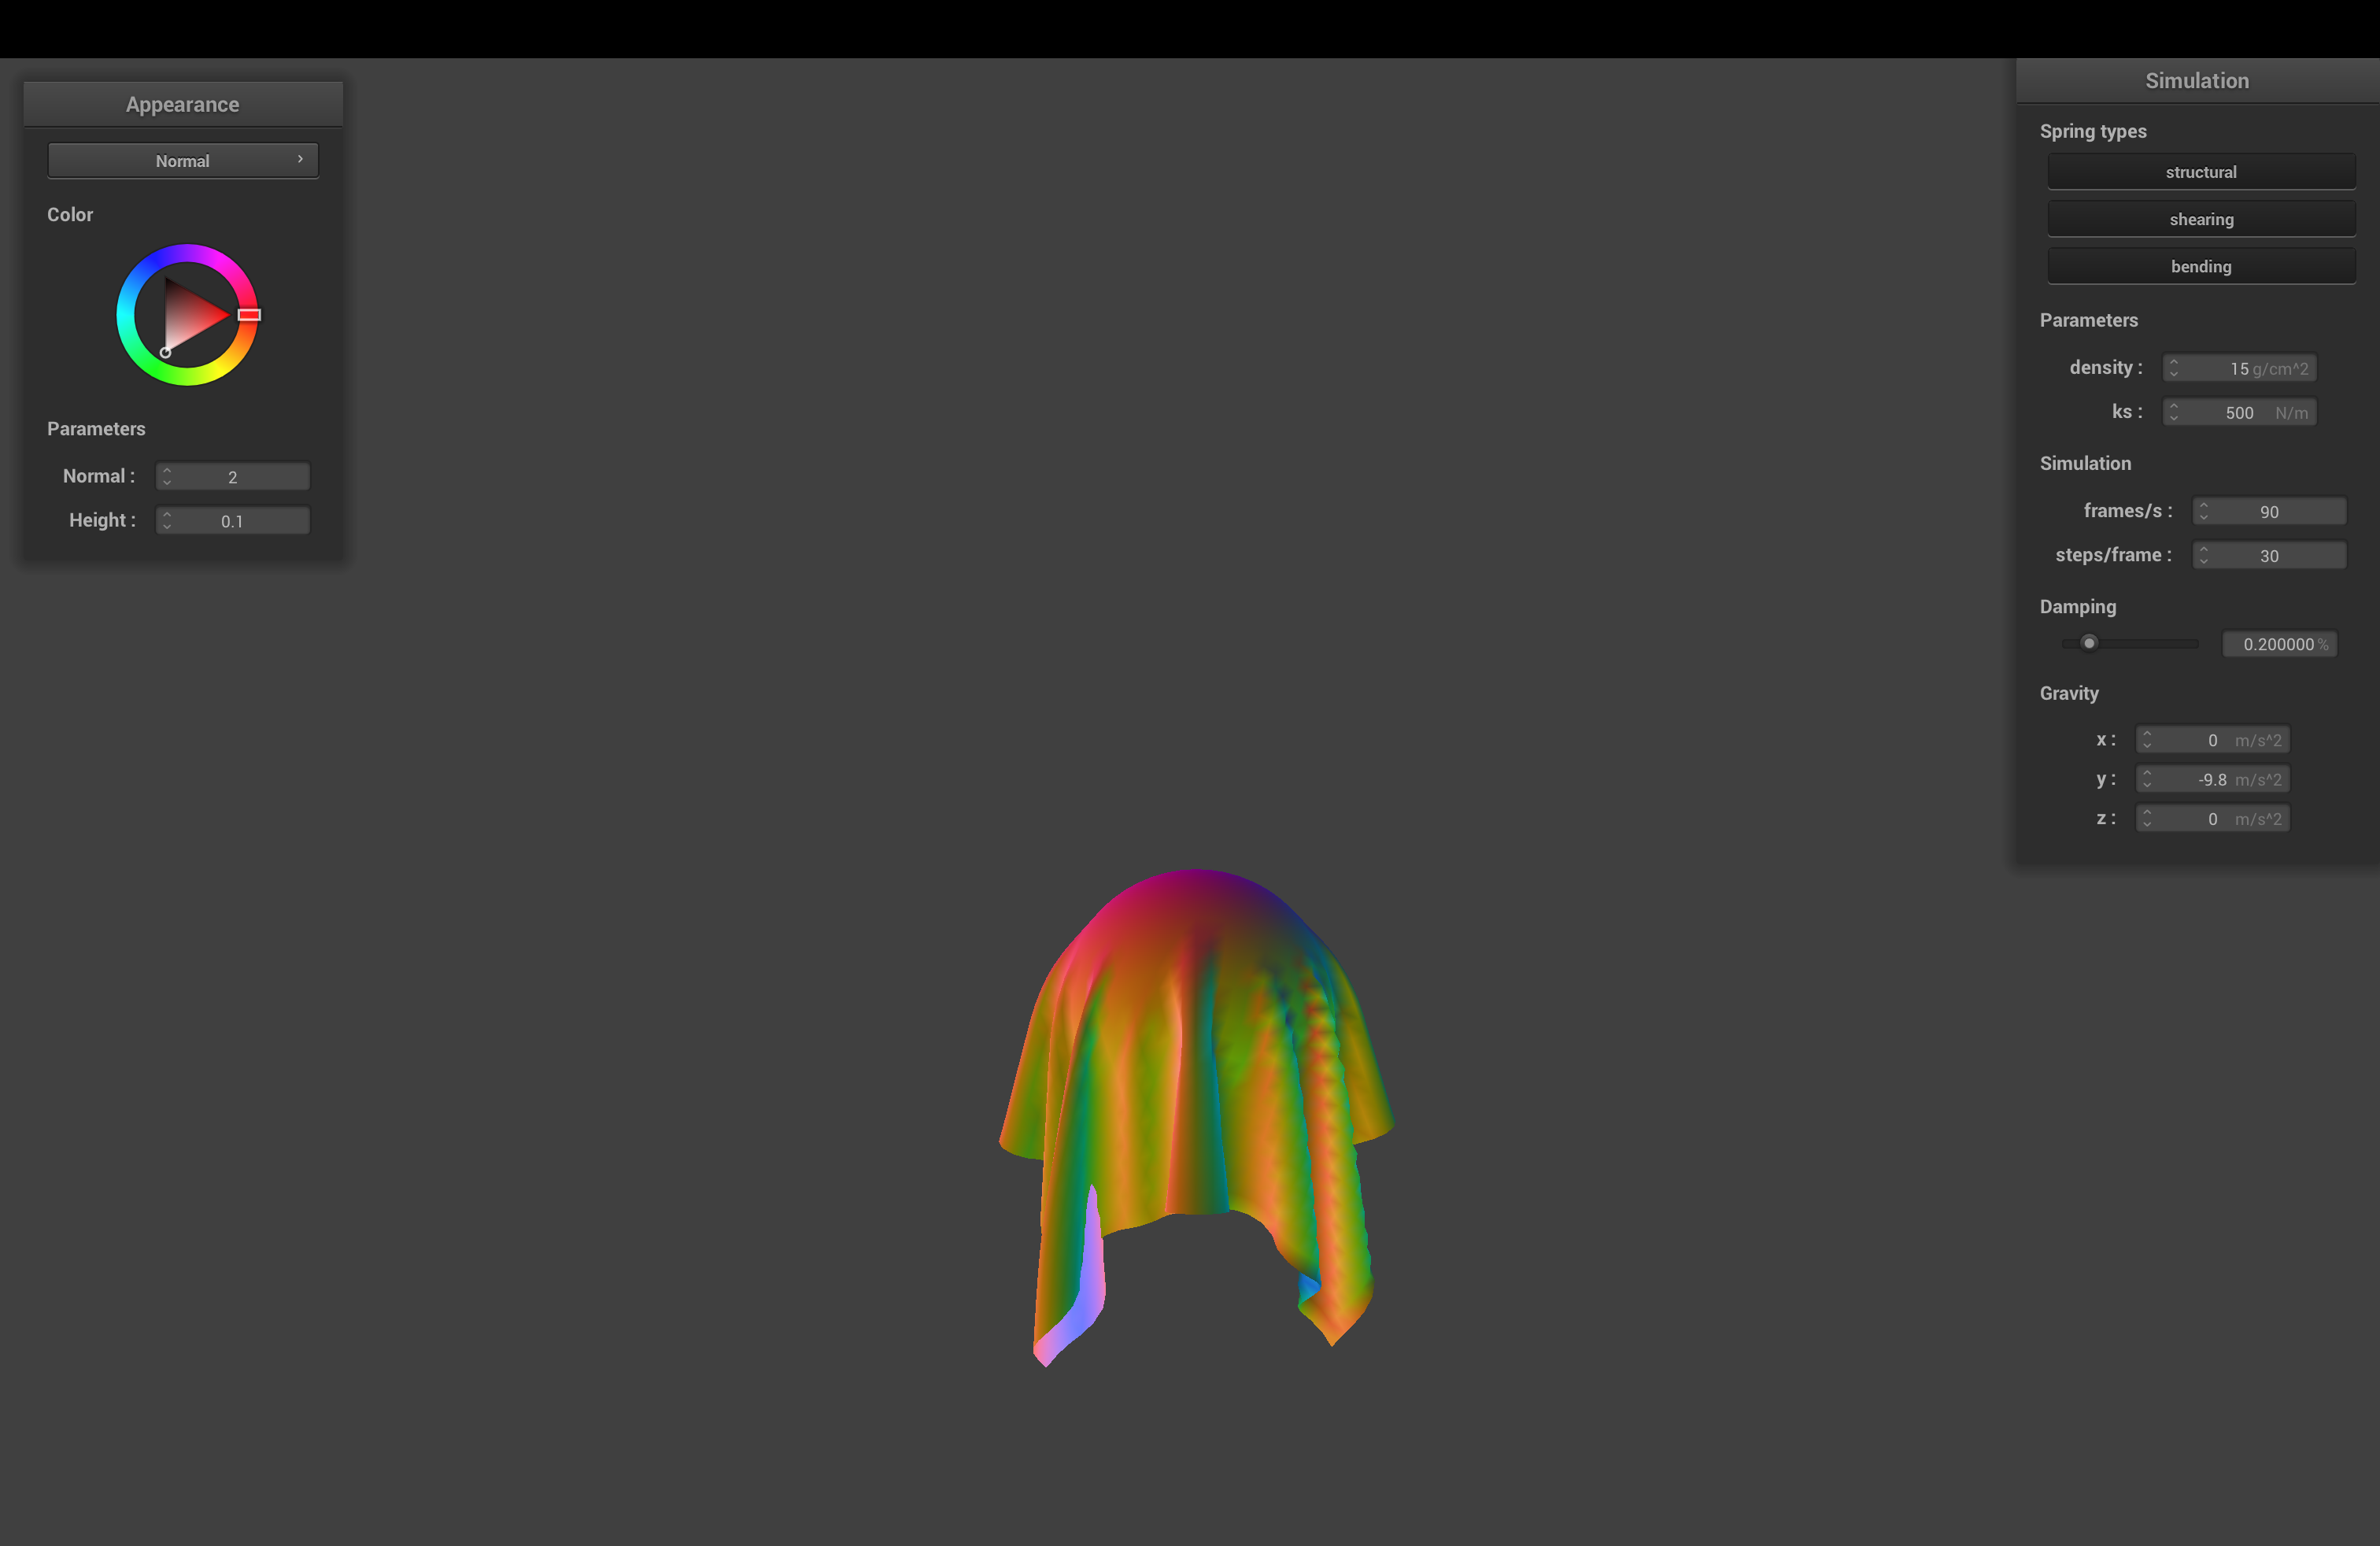 Appearance
Normal
Color
Parameters
Normal : 2
Height : 0.1
Simulation
Spring types
structural
shearing
bending
Parameters
density : 15 g/cm^2
ks : 500 N/m
Simulation
frames/s : 90
steps/frame : 30
Damping
0.200000 %
Gravity
x : 0 m/s^2
y : -9.8 m/s^2
z : 0 m/s^2